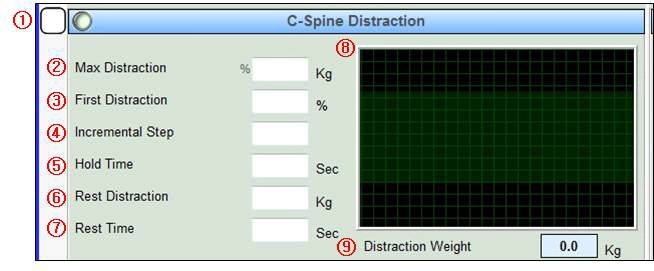 ① C-Spine Distraction
② Max Distraction % Kg
③ First Distraction %
④ Incremental Step
⑤ Hold Time Sec
⑥ Rest Distraction Kg
⑦ Rest Time Sec
⑧
⑨ Distraction Weight 0.0 Kg